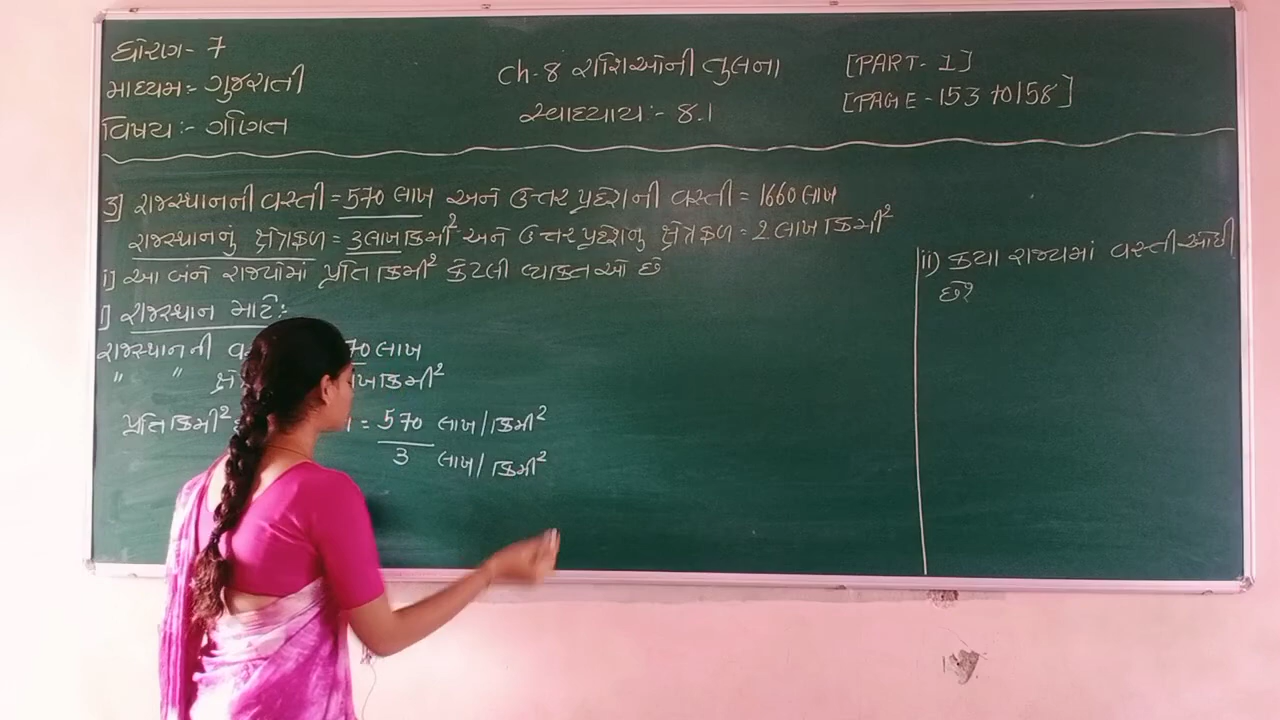 ધોરણ- 7
માધ્યમ:- ગુજરાતી
વિષય:- ગણિત
Ch-8 રાશિઓની તુલના
સ્વાધ્યાય:- 8.1
[PART- 1]
[PAGE-153 to 158]
3] રાજસ્થાનની વસ્તી = 570 લાખ અને ઉત્તર પ્રદેશની વસ્તી = 1660 લાખ
રાજસ્થાનનું ક્ષેત્રફળ = 3 લાખ કિમી² અને ઉત્તર પ્રદેશનુ ક્ષેત્રફળ = 2 લાખ કિમી²
i] આ બંને રાજ્યોમાં પ્રતિ કિમી² કેટલી વ્યક્તિઓ છે
1] રાજસ્થાન માટે:-
રાજસ્થાનની 70 લાખ
" " કિમી²
પ્રતિ કિમી² = 570 લાખ/કિમી²
3 લાખ/કિમી²
ii) કયા રાજ્યમાં વસ્તી ઓછી
છે?